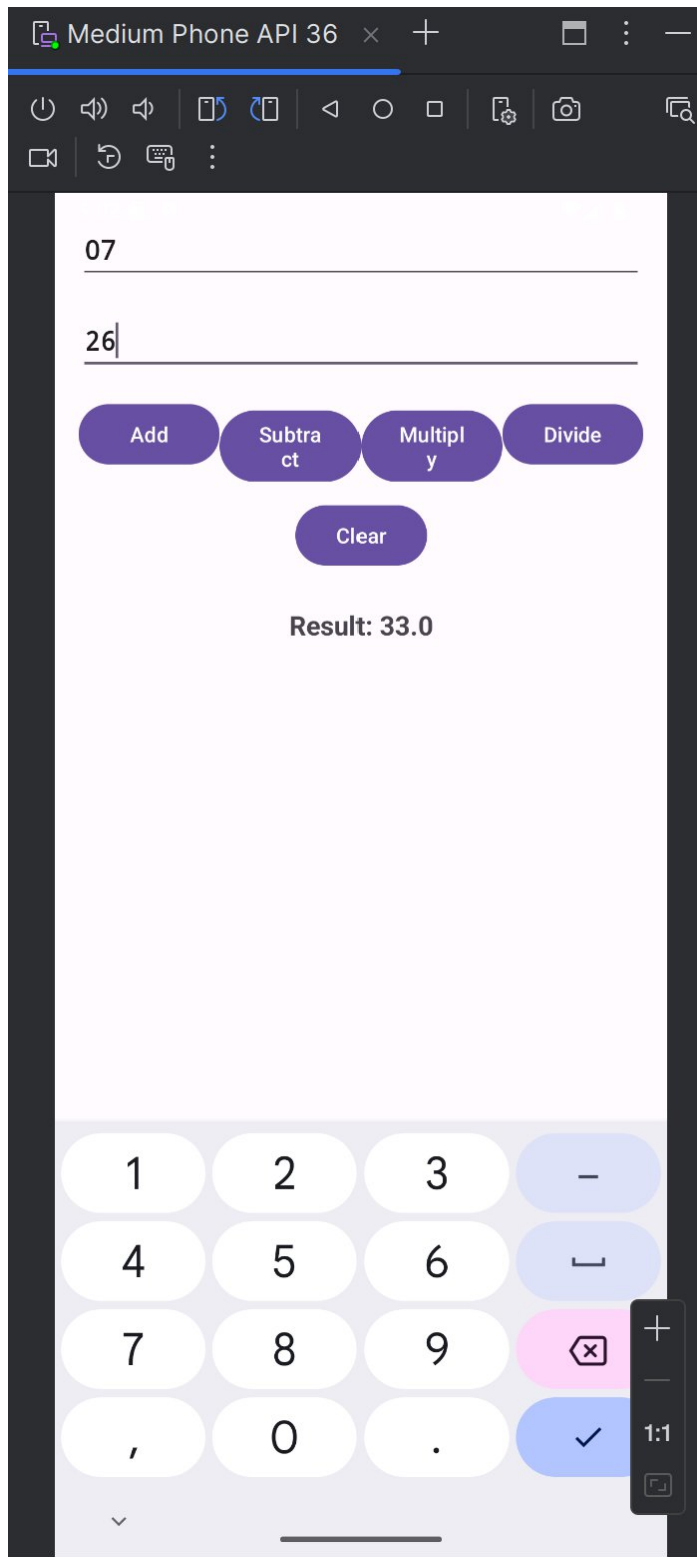 Medium Phone API 36
07
26
Add
Subtra
ct
Multipl
y
Divide
Clear
Result: 33.0
1 2 3 –
4 5 6
7 8 9
, 0 .
1:1